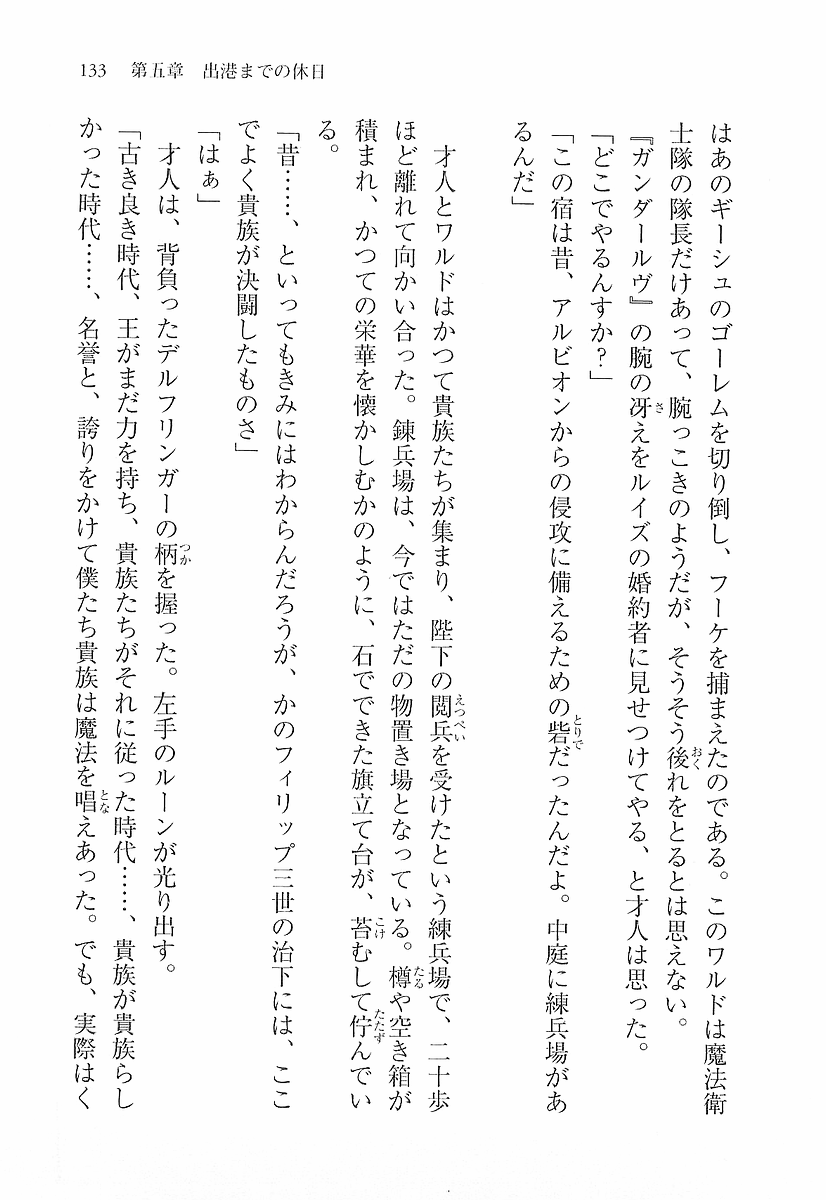 133　第五章　出港までの休日
はあのギーシュのゴーレムを切り倒し、フーケを捕まえたのである。このワルドは魔法衛
士隊の隊長だけあって、腕っこきのようだが、そうそう後れをとるとは思えない。
『ガンダールヴ』の腕の冴えをルイズの婚約者に見せつけてやる、と才人は思った。
「どこでやるんすか？」
「この宿は昔、アルビオンからの侵攻に備えるための砦だったんだよ。中庭に練兵場があ
るんだ」
　才人とワルドはかつて貴族たちが集まり、陛下の閲兵を受けたという練兵場で、二十歩
ほど離れて向かい合った。錬兵場は、今ではただの物置き場となっている。樽や空き箱が
積まれ、かつての栄華を懐かしむかのように、石でできた旗立て台が、苔むして佇んでい
る。
「昔……、といってもきみにはわからんだろうが、かのフィリップ三世の治下には、ここ
でよく貴族が決闘したものさ」
「はぁ」
　才人は、背負ったデルフリンガーの柄を握った。左手のルーンが光り出す。
「古き良き時代、王がまだ力を持ち、貴族たちがそれに従った時代……、貴族が貴族らし
かった時代……、名誉と、誇りをかけて僕たち貴族は魔法を唱えあった。でも、実際はく